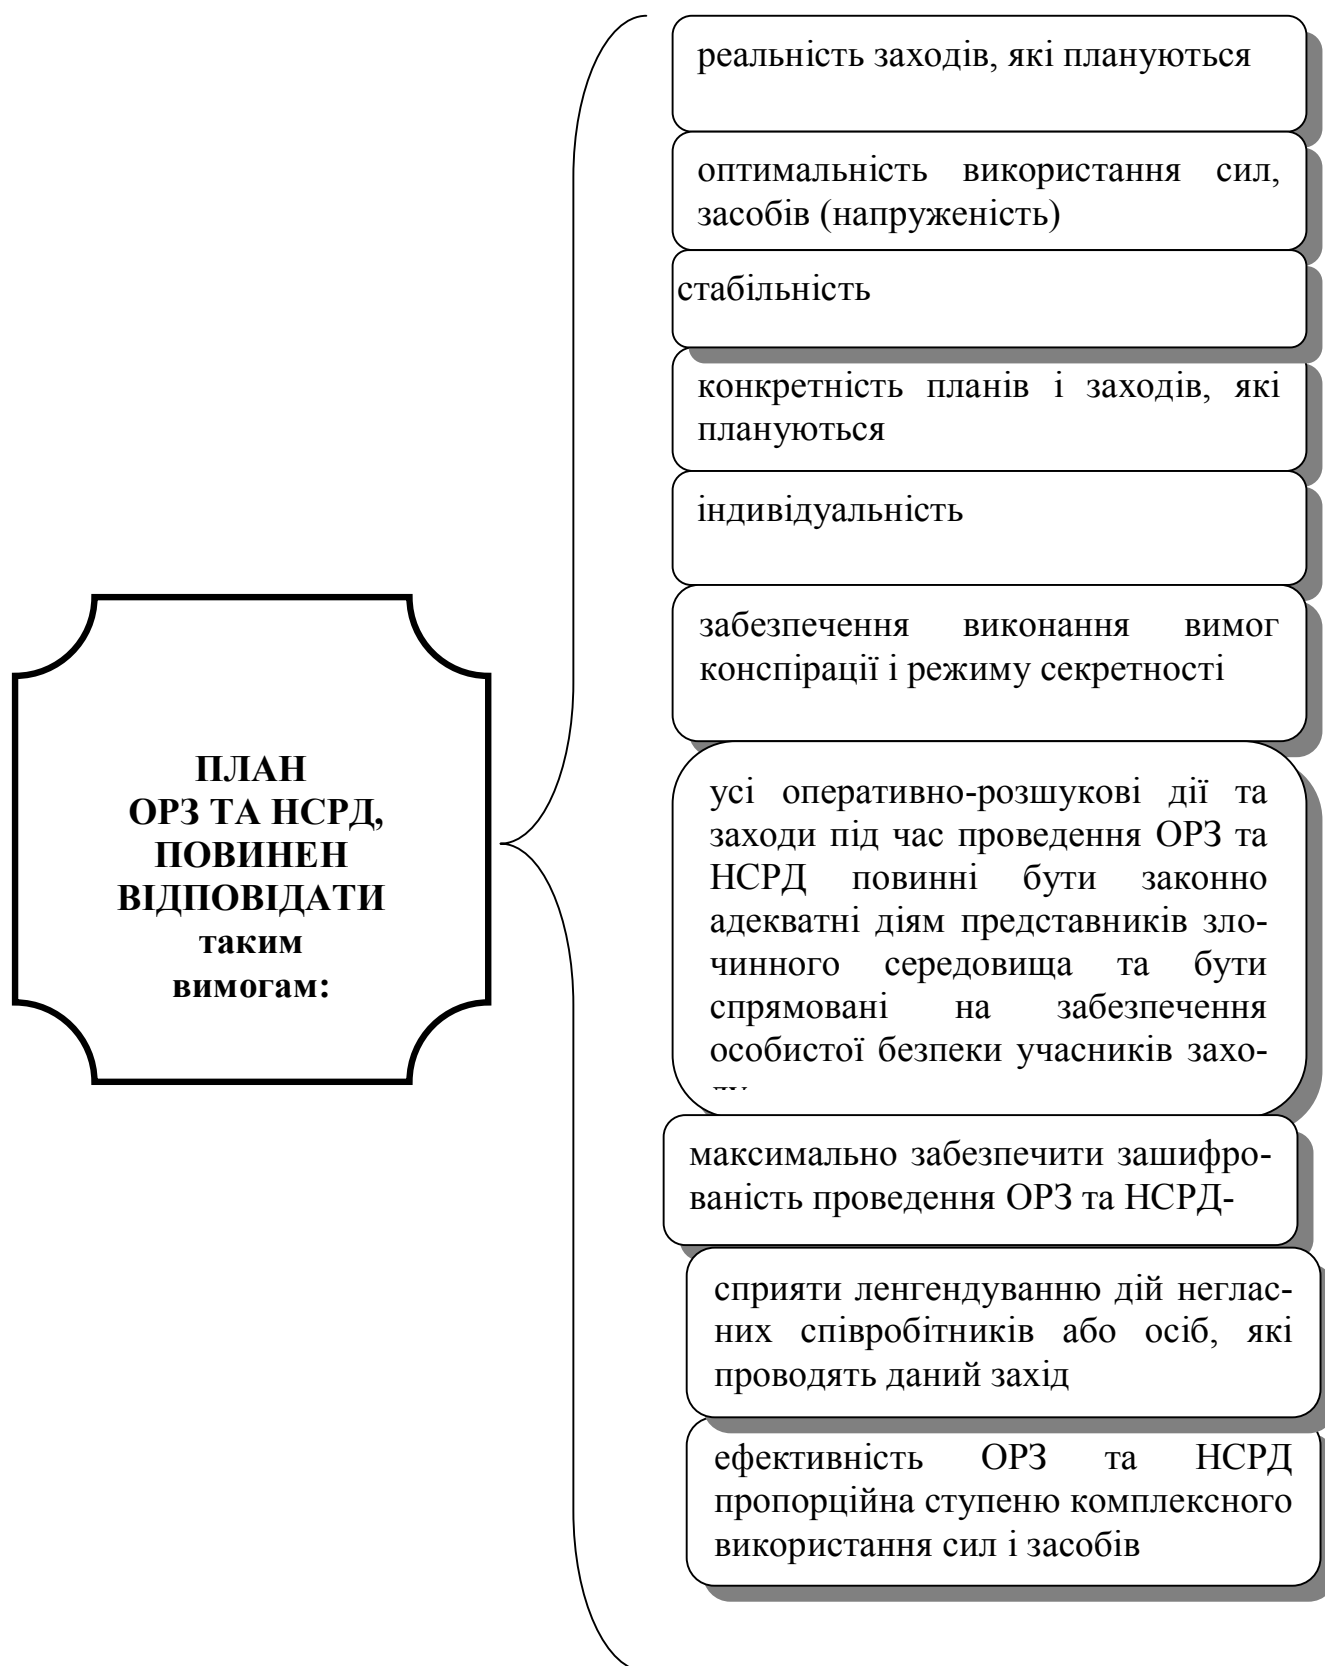 реальність заходів, які плануються
оптимальність використання сил,
засобів (напруженість)
стабільність
конкретність планів і заходів, які
плануються
індивідуальність
забезпечення виконання вимог
конспірації і режиму секретності
ПЛАН
ОРЗ ТА НСРД,
ПОВИНЕН
ВІДПОВІДАТИ
таким
вимогам:
усі оперативно-розшукові дії та
заходи під час проведення ОРЗ та
НСРД повинні бути законно
адекватні діям представників зло-
чинного середовища та бути
спрямовані на забезпечення
особистої безпеки учасників захо-
максимально забезпечити зашифро-
ваність проведення ОРЗ та НСРД-
сприяти ленгендуванню дій неглас-
них співробітників або осіб, які
проводять даний захід
ефективність ОРЗ та НСРД
пропорційна ступеню комплексного
використання сил і засобів